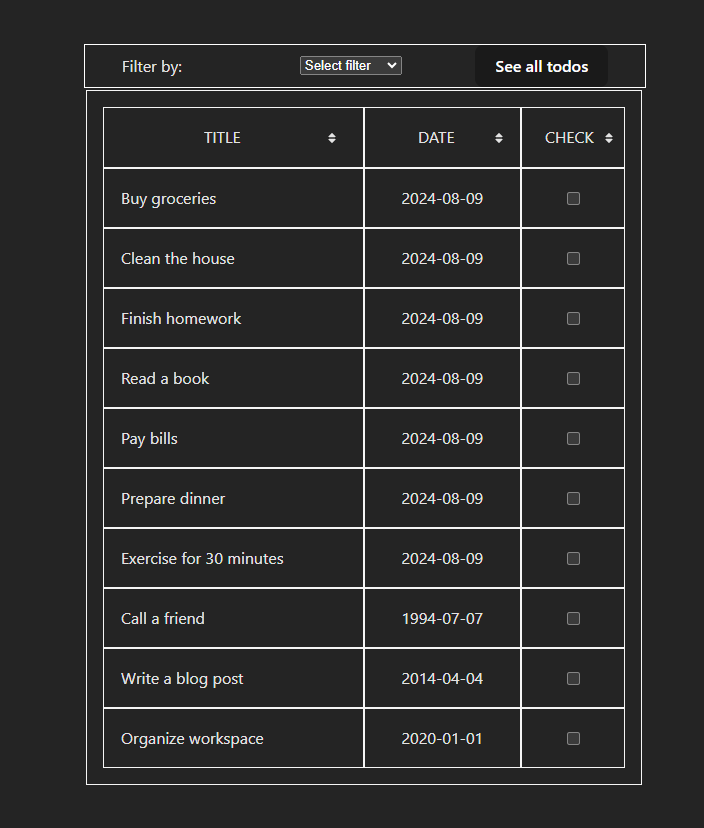 Filter by: Select filter See all todos
TITLE DATE CHECK
Buy groceries 2024-08-09
Clean the house 2024-08-09
Finish homework 2024-08-09
Read a book 2024-08-09
Pay bills 2024-08-09
Prepare dinner 2024-08-09
Exercise for 30 minutes 2024-08-09
Call a friend 1994-07-07
Write a blog post 2014-04-04
Organize workspace 2020-01-01